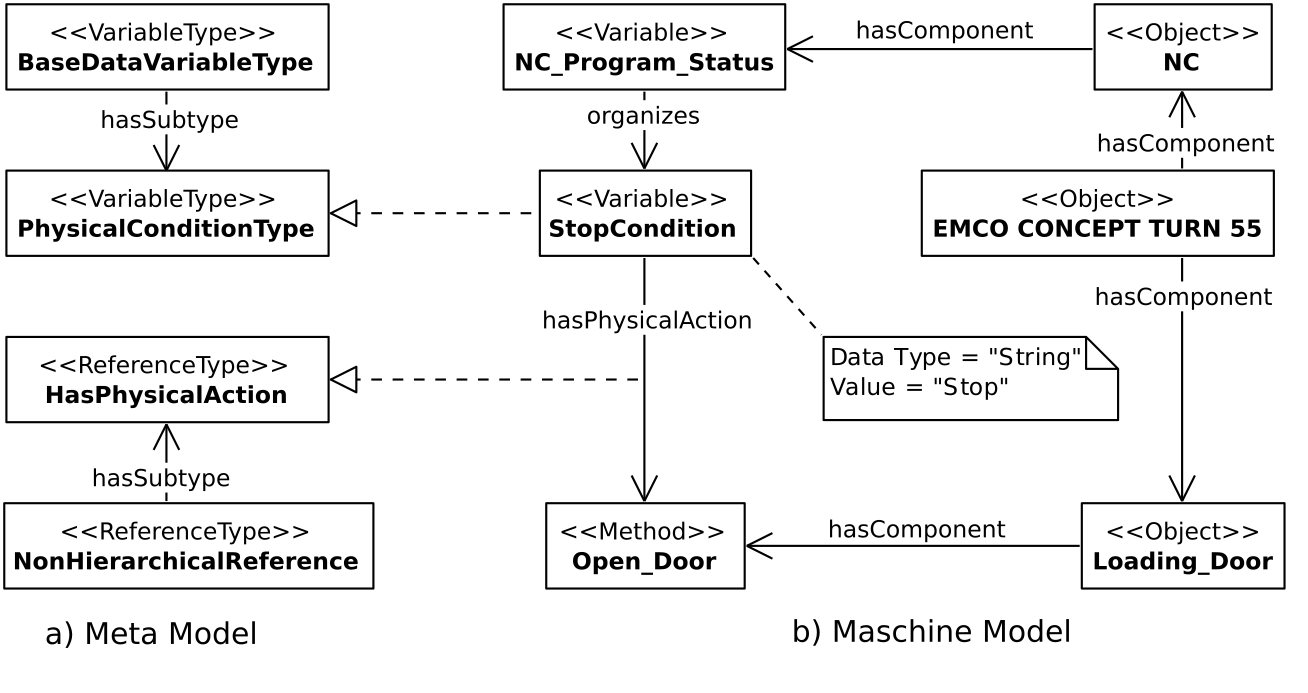 <<VariableType>>
BaseDataVariableType
hasSubtype
<<VariableType>>
PhysicalConditionType
<<ReferenceType>>
HasPhysicalAction
hasSubtype
<<ReferenceType>>
NonHierarchicalReference
a) Meta Model
<<Variable>>
NC_Program_Status
hasComponent
<<Object>>
NC
organizes
hasComponent
<<Variable>>
StopCondition
<<Object>>
EMCO CONCEPT TURN 55
hasPhysicalAction
hasComponent
Data Type = "String"
Value = "Stop"
<<Method>>
Open_Door
hasComponent
<<Object>>
Loading_Door
b) Maschine Model